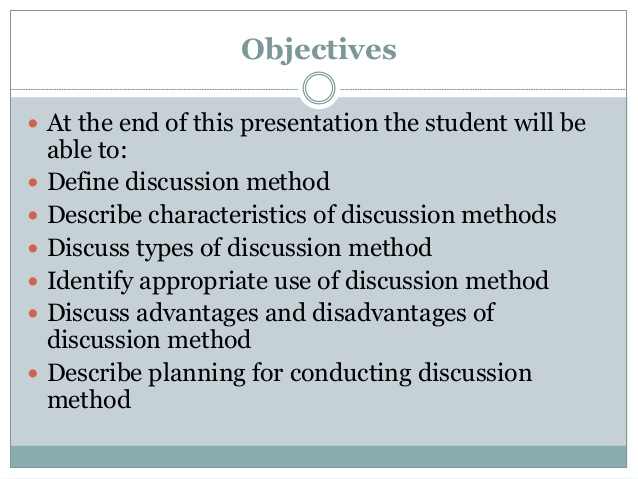 Objectives
• At the end of this presentation the student will be
able to:
• Define discussion method
• Describe characteristics of discussion methods
• Discuss types of discussion method
• Identify appropriate use of discussion method
• Discuss advantages and disadvantages of
discussion method
• Describe planning for conducting discussion
method